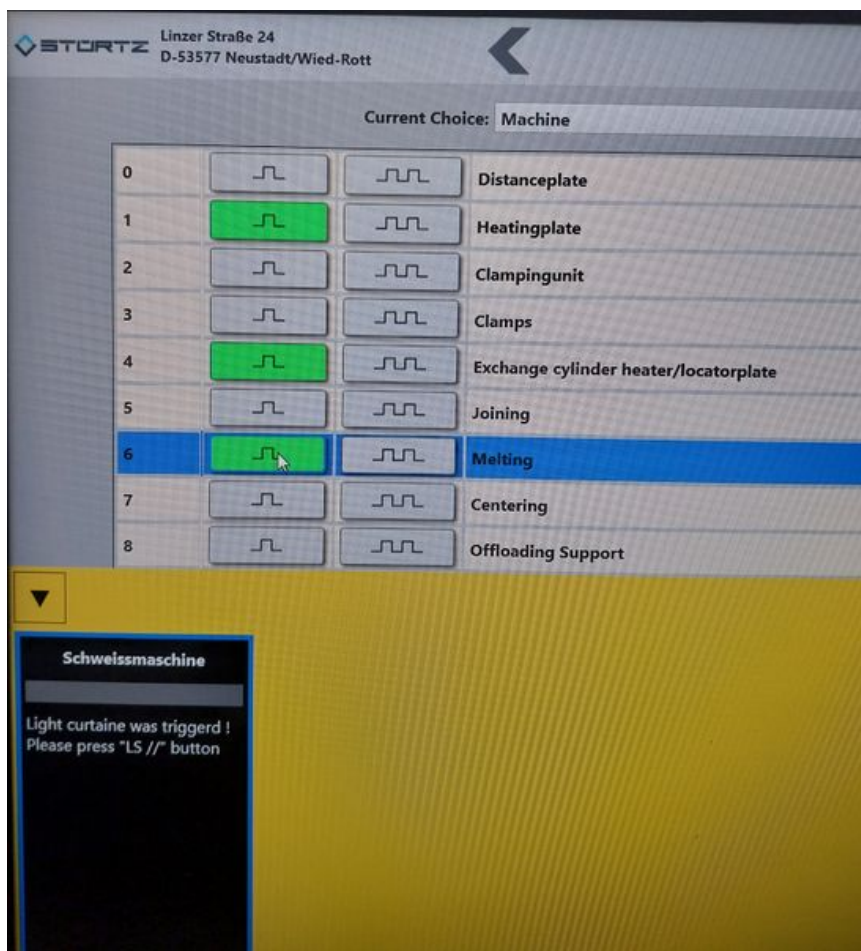 STÜRTZ
Linzer Straße 24
D-53577 Neustadt/Wied-Rott
Current Choice: Machine
0 Distanceplate
1 Heatingplate
2 Clampingunit
3 Clamps
4 Exchange cylinder heater/locatorplate
5 Joining
6 Melting
7 Centering
8 Offloading Support
Schweissmaschine
Light curtaine was triggerd !
Please press "LS //" button